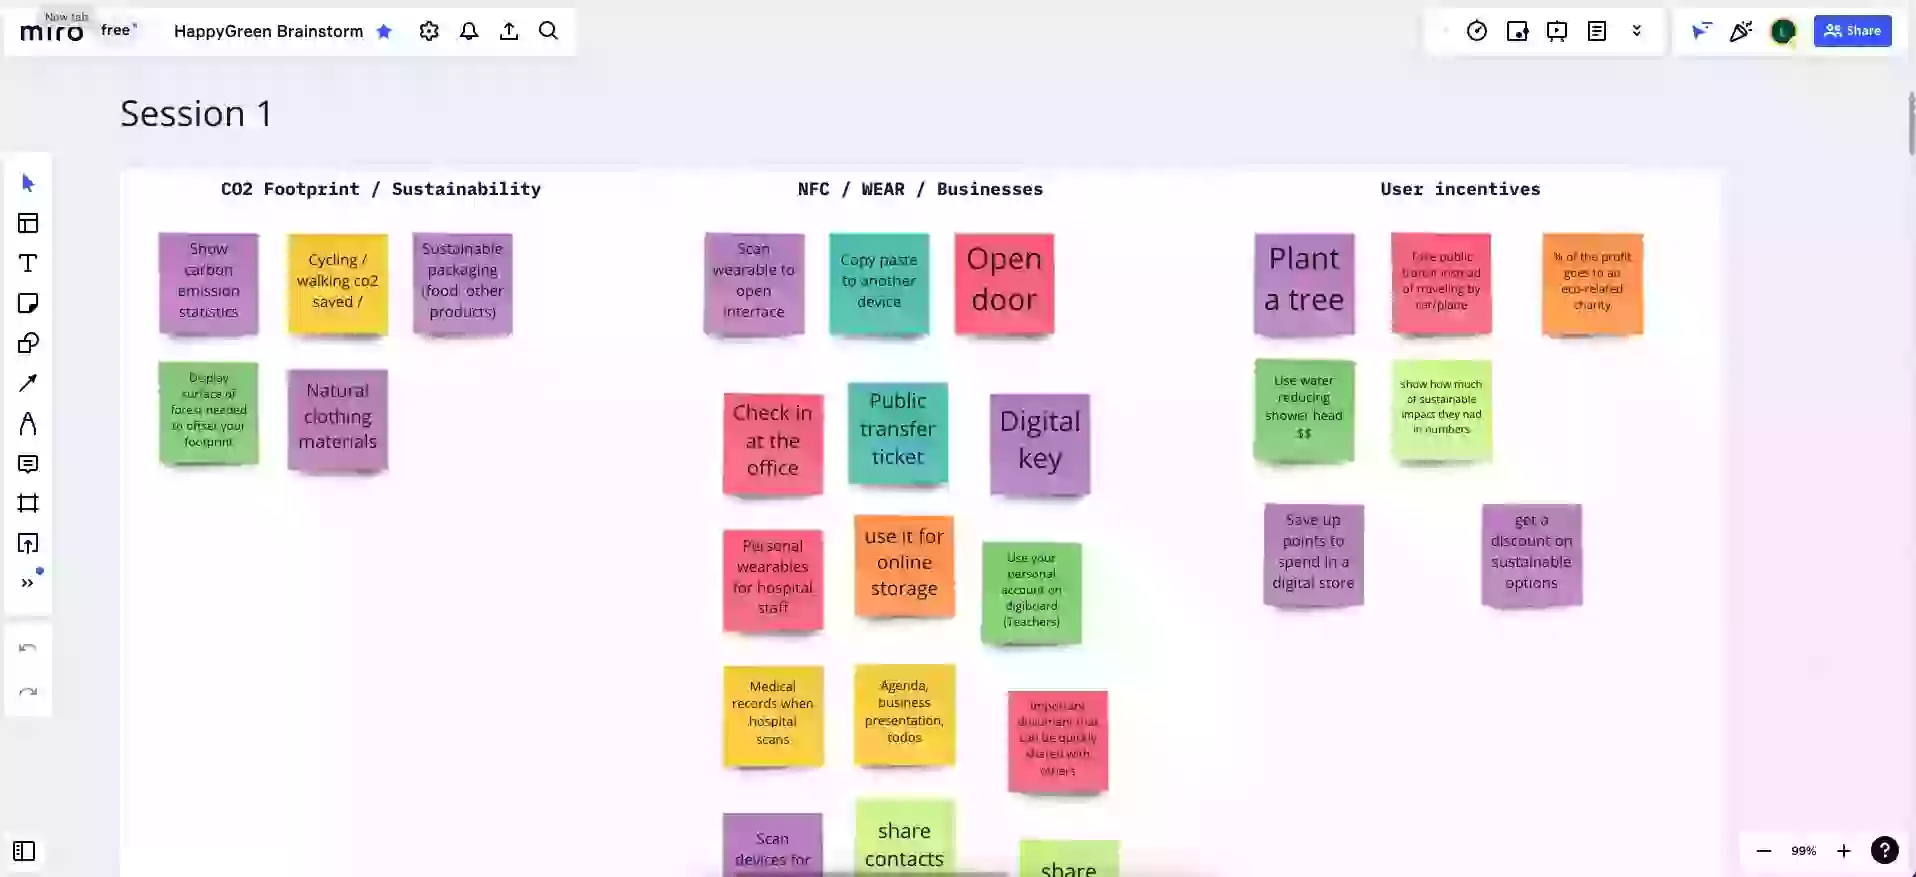 New tab
miro free
HappyGreen Brainstorm
Share
Session 1
CO2 Footprint / Sustainability
Show
carbon
emission
statistics
Cycling /
walking co2
saved /
Sustainable
packaging
(food other
products)
Display
surface of
forest needed
to offset your
footprint
Natural
clothing
materials
NFC / WEAR / Businesses
Scan
wearable to
open
interface
Copy paste
to another
device
Open
door
Check in
at the
office
Public
transfer
ticket
Digital
key
Personal
wearables
for hospital
staff
use it for
online
storage
Use your
personal
account on
digiboard
(Teachers)
Medical
records when
hospital
scans
Agenda,
business
presentation,
todos
Important
document that
can be quickly
shared with
others
Scan
devices for
share
contacts
share
User incentives
Plant
a tree
Take public
transit instead
of traveling by
car/plane
% of the profit
goes to an
eco-related
charity
Use water
reducing
shower head
$$
show how much
of sustainable
impact they had
in numbers
Save up
points to
spend in a
digital store
get a
discount on
sustainable
options
99%